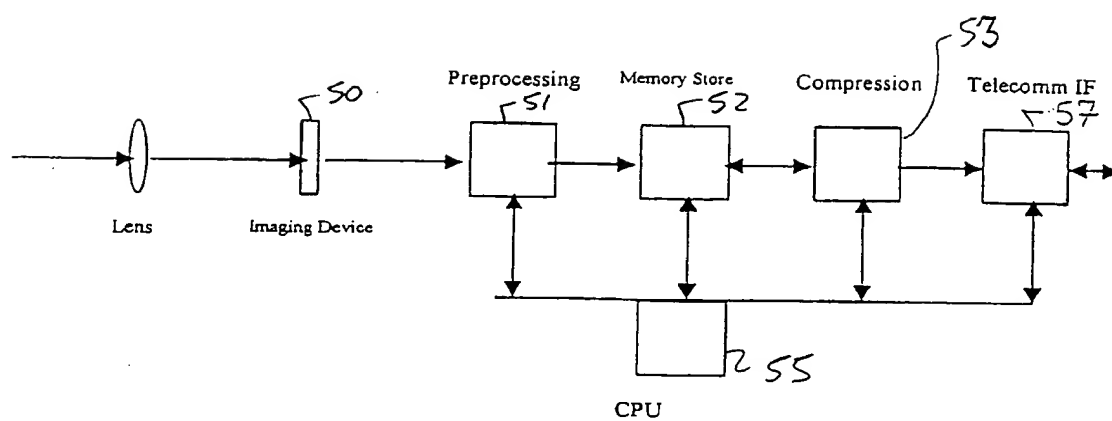 53
Preprocessing
Memory Store
Compression
Telecomm IF
50
51
52
57
Lens
Imaging Device
55
CPU